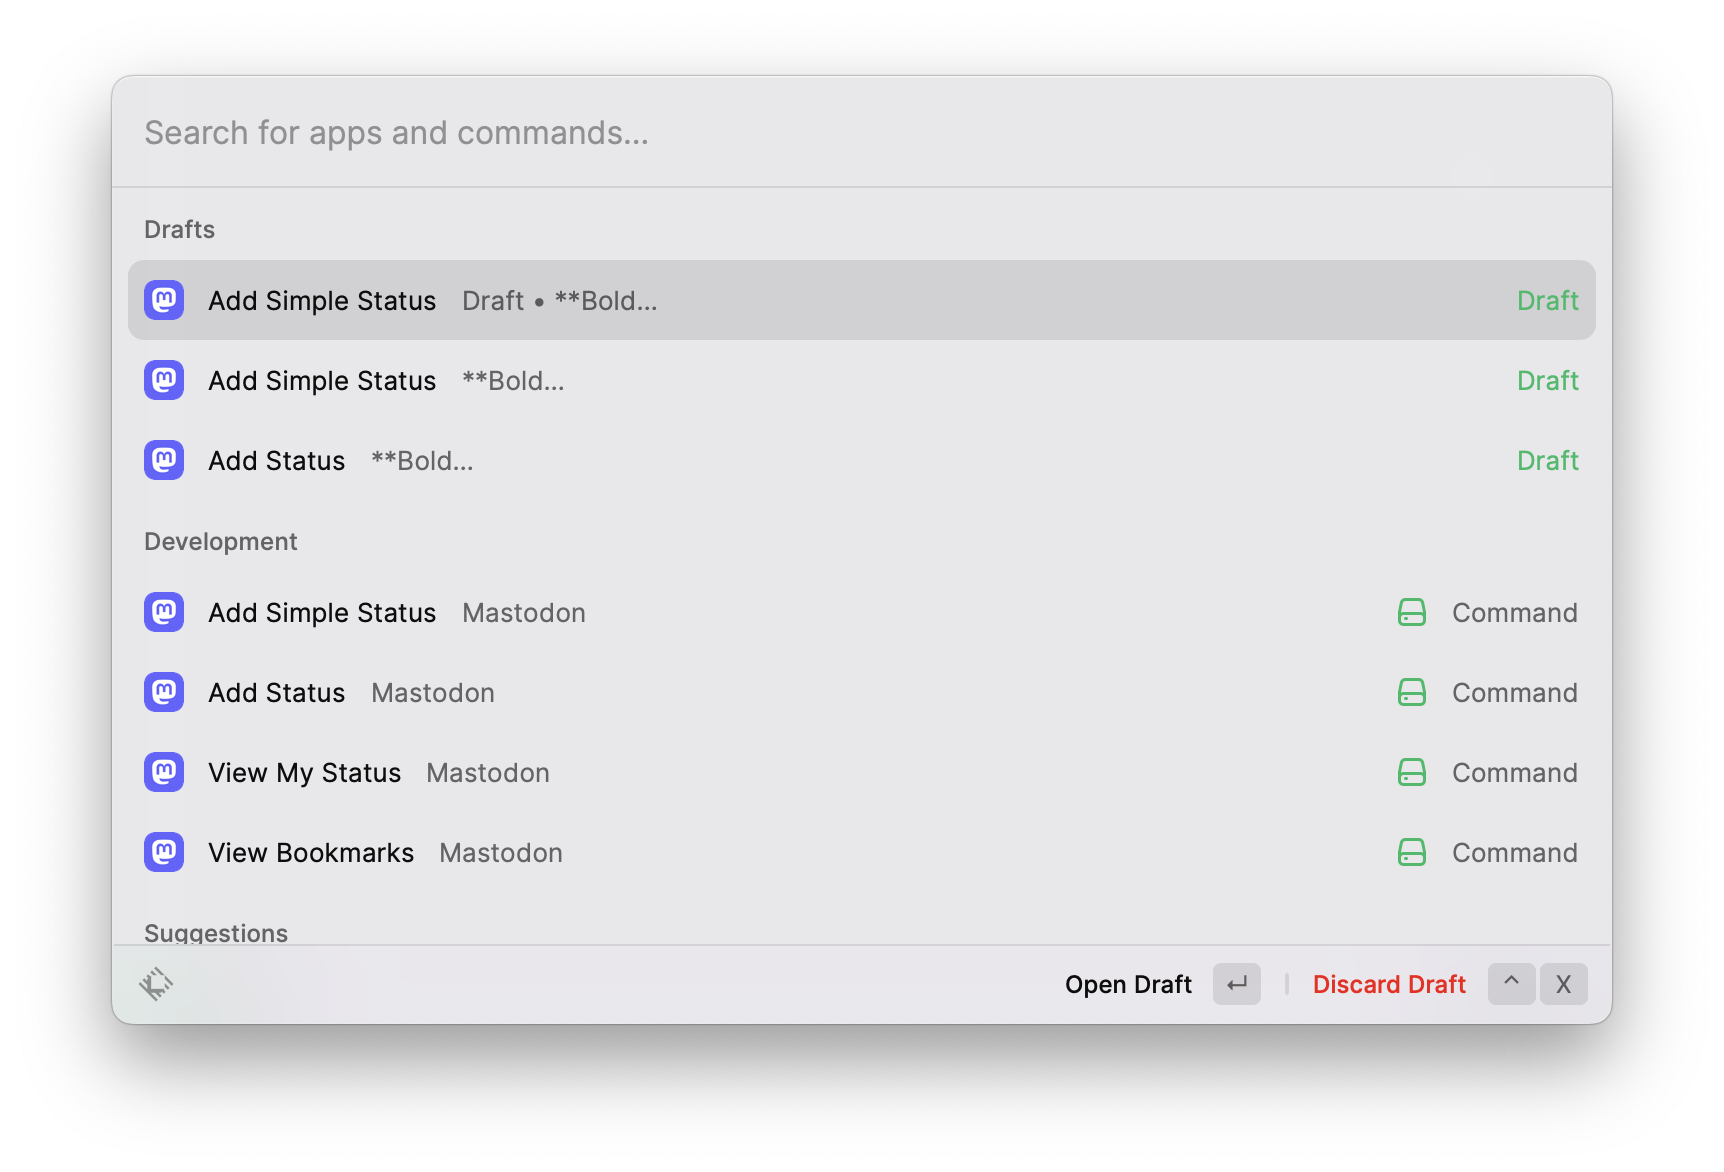 Search for apps and commands...
Drafts
Add Simple Status Draft • **Bold... Draft
Add Simple Status **Bold... Draft
Add Status **Bold... Draft
Development
Add Simple Status Mastodon Command
Add Status Mastodon Command
View My Status Mastodon Command
View Bookmarks Mastodon Command
Suggestions
Open Draft ↵ | Discard Draft ^ X